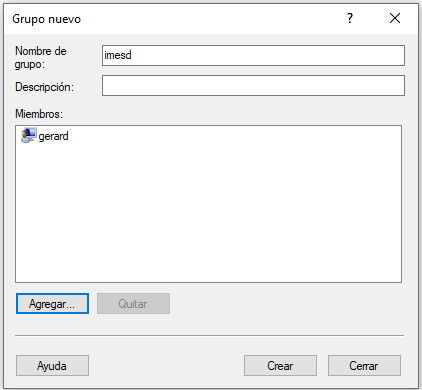 Grupo nuevo
?
Nombre de
grupo:
imesd
Descripción:
Miembros:
gerard
Agregar...
Quitar
Ayuda
Crear
Cerrar